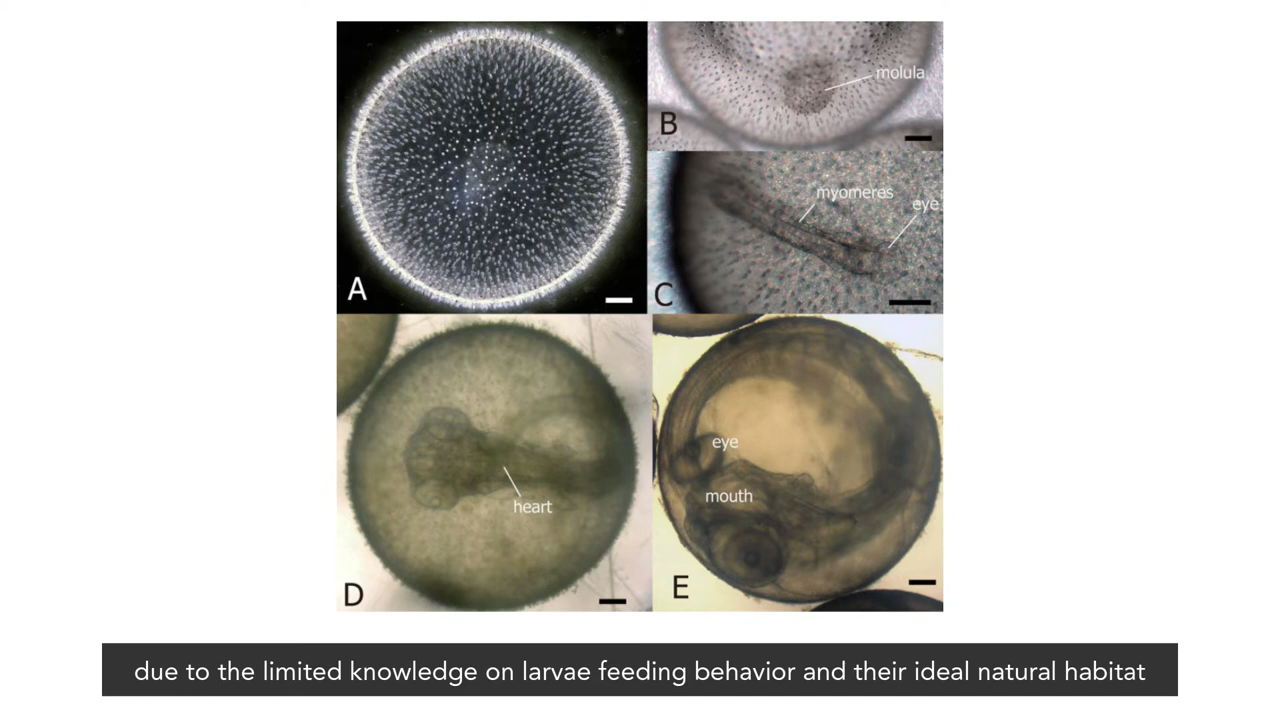 A
B
molula
C
myomeres
eye
D
heart
E
eye
mouth
due to the limited knowledge on larvae feeding behavior and their ideal natural habitat